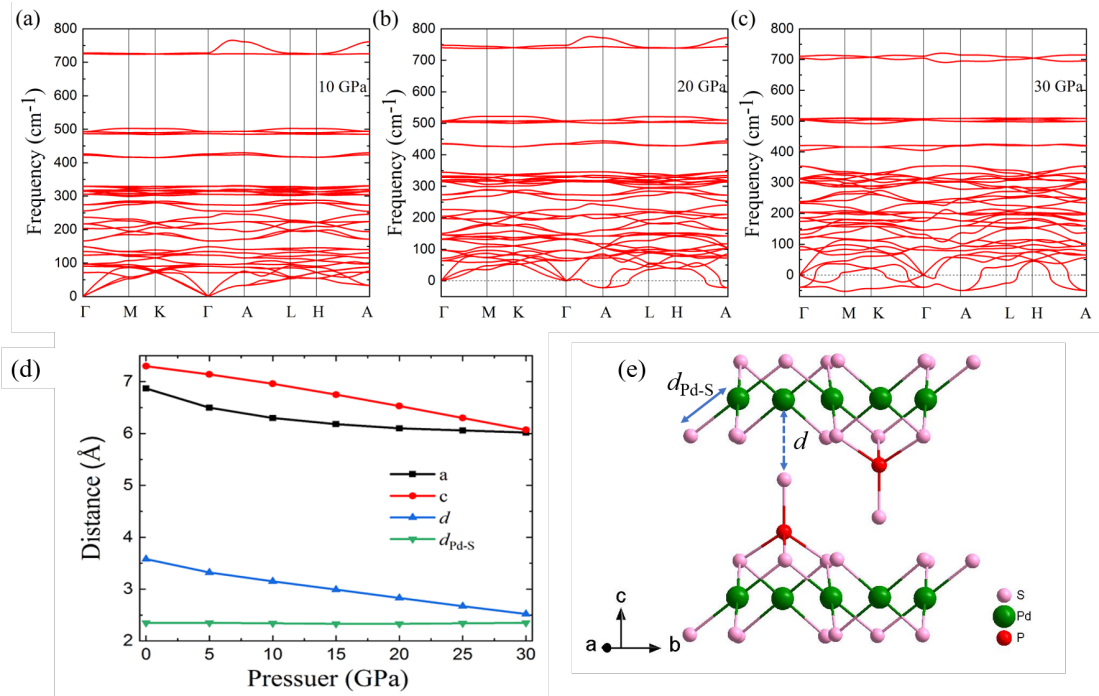 (a)
Frequency (cm-1)
800
700
600
500
400
300
200
100
0
10 GPa
Γ M K Γ A L H A
(b)
Frequency (cm-1)
800
700
600
500
400
300
200
100
0
20 GPa
Γ M K Γ A L H A
(c)
Frequency (cm-1)
800
700
600
500
400
300
200
100
0
30 GPa
Γ M K Γ A L H A
(d)
Distance (Å)
7
6
5
4
3
2
a
c
d
dPd-S
0 5 10 15 20 25 30
Pressuer (GPa)
(e)
dPd-S
d
c
a b
S
Pd
P